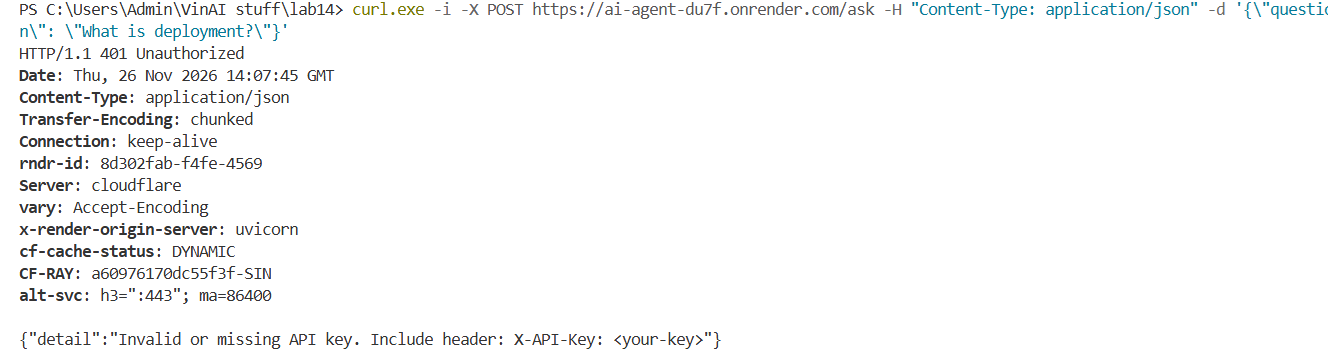 PS C:\Users\Admin\VinAI stuff\lab14> curl.exe -i -X POST https://ai-agent-du7f.onrender.com/ask -H "Content-Type: application/json" -d '{\"questio
n\": \"What is deployment?\"}'
HTTP/1.1 401 Unauthorized
Date: Thu, 26 Nov 2026 14:07:45 GMT
Content-Type: application/json
Transfer-Encoding: chunked
Connection: keep-alive
rndr-id: 8d302fab-f4fe-4569
Server: cloudflare
vary: Accept-Encoding
x-render-origin-server: uvicorn
cf-cache-status: DYNAMIC
CF-RAY: a60976170dc55f3f-SIN
alt-svc: h3=":443"; ma=86400
{"detail":"Invalid or missing API key. Include header: X-API-Key: <your-key>"}